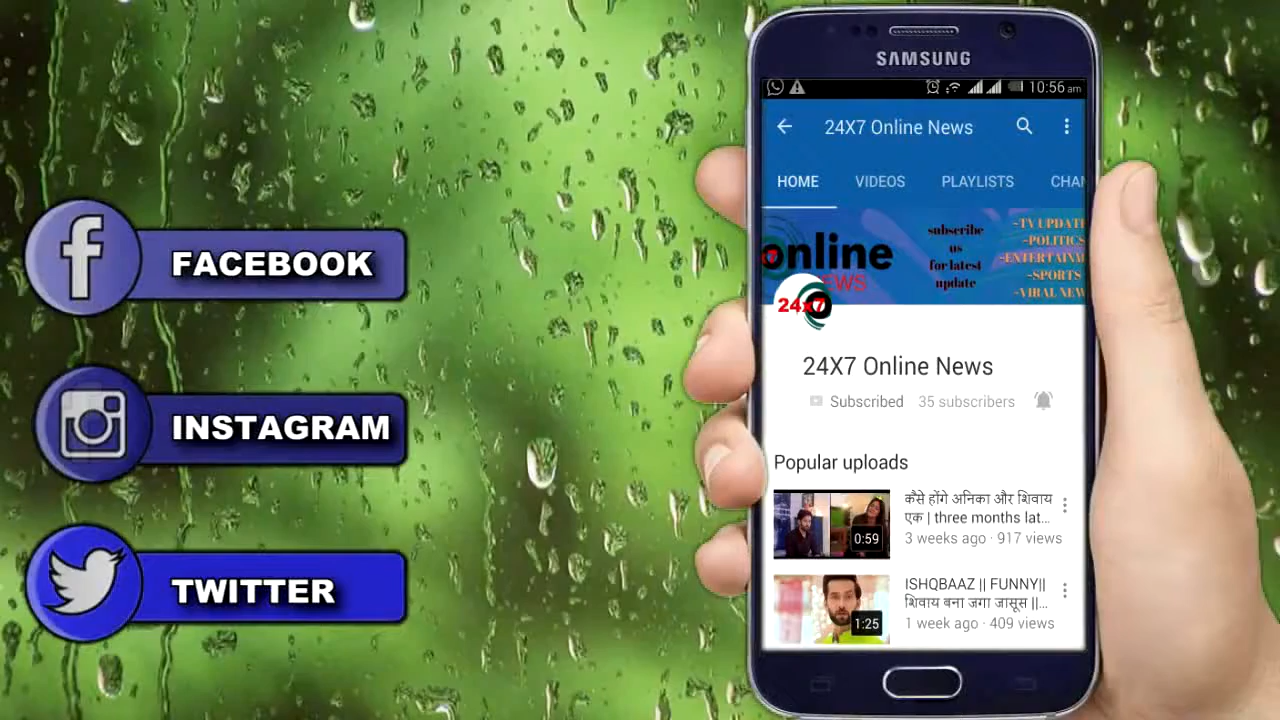 FACEBOOK
INSTAGRAM
TWITTER
SAMSUNG
10:56 am
24X7 Online News
HOME VIDEOS PLAYLISTS CHAN
online
NEWS
subscribe
us
for latest
update
-TV UPDATE
-POLITICS
-ENTERTAINM
-SPORTS
-VIRAL NEW
24x7
24X7 Online News
Subscribed 35 subscribers
Popular uploads
0:59
कैसे होंगे अनिका और शिवाय
एक | three months lat...
3 weeks ago · 917 views
1:25
ISHQBAAZ || FUNNY||
शिवाय बना जगा जासूस ||...
1 week ago · 409 views